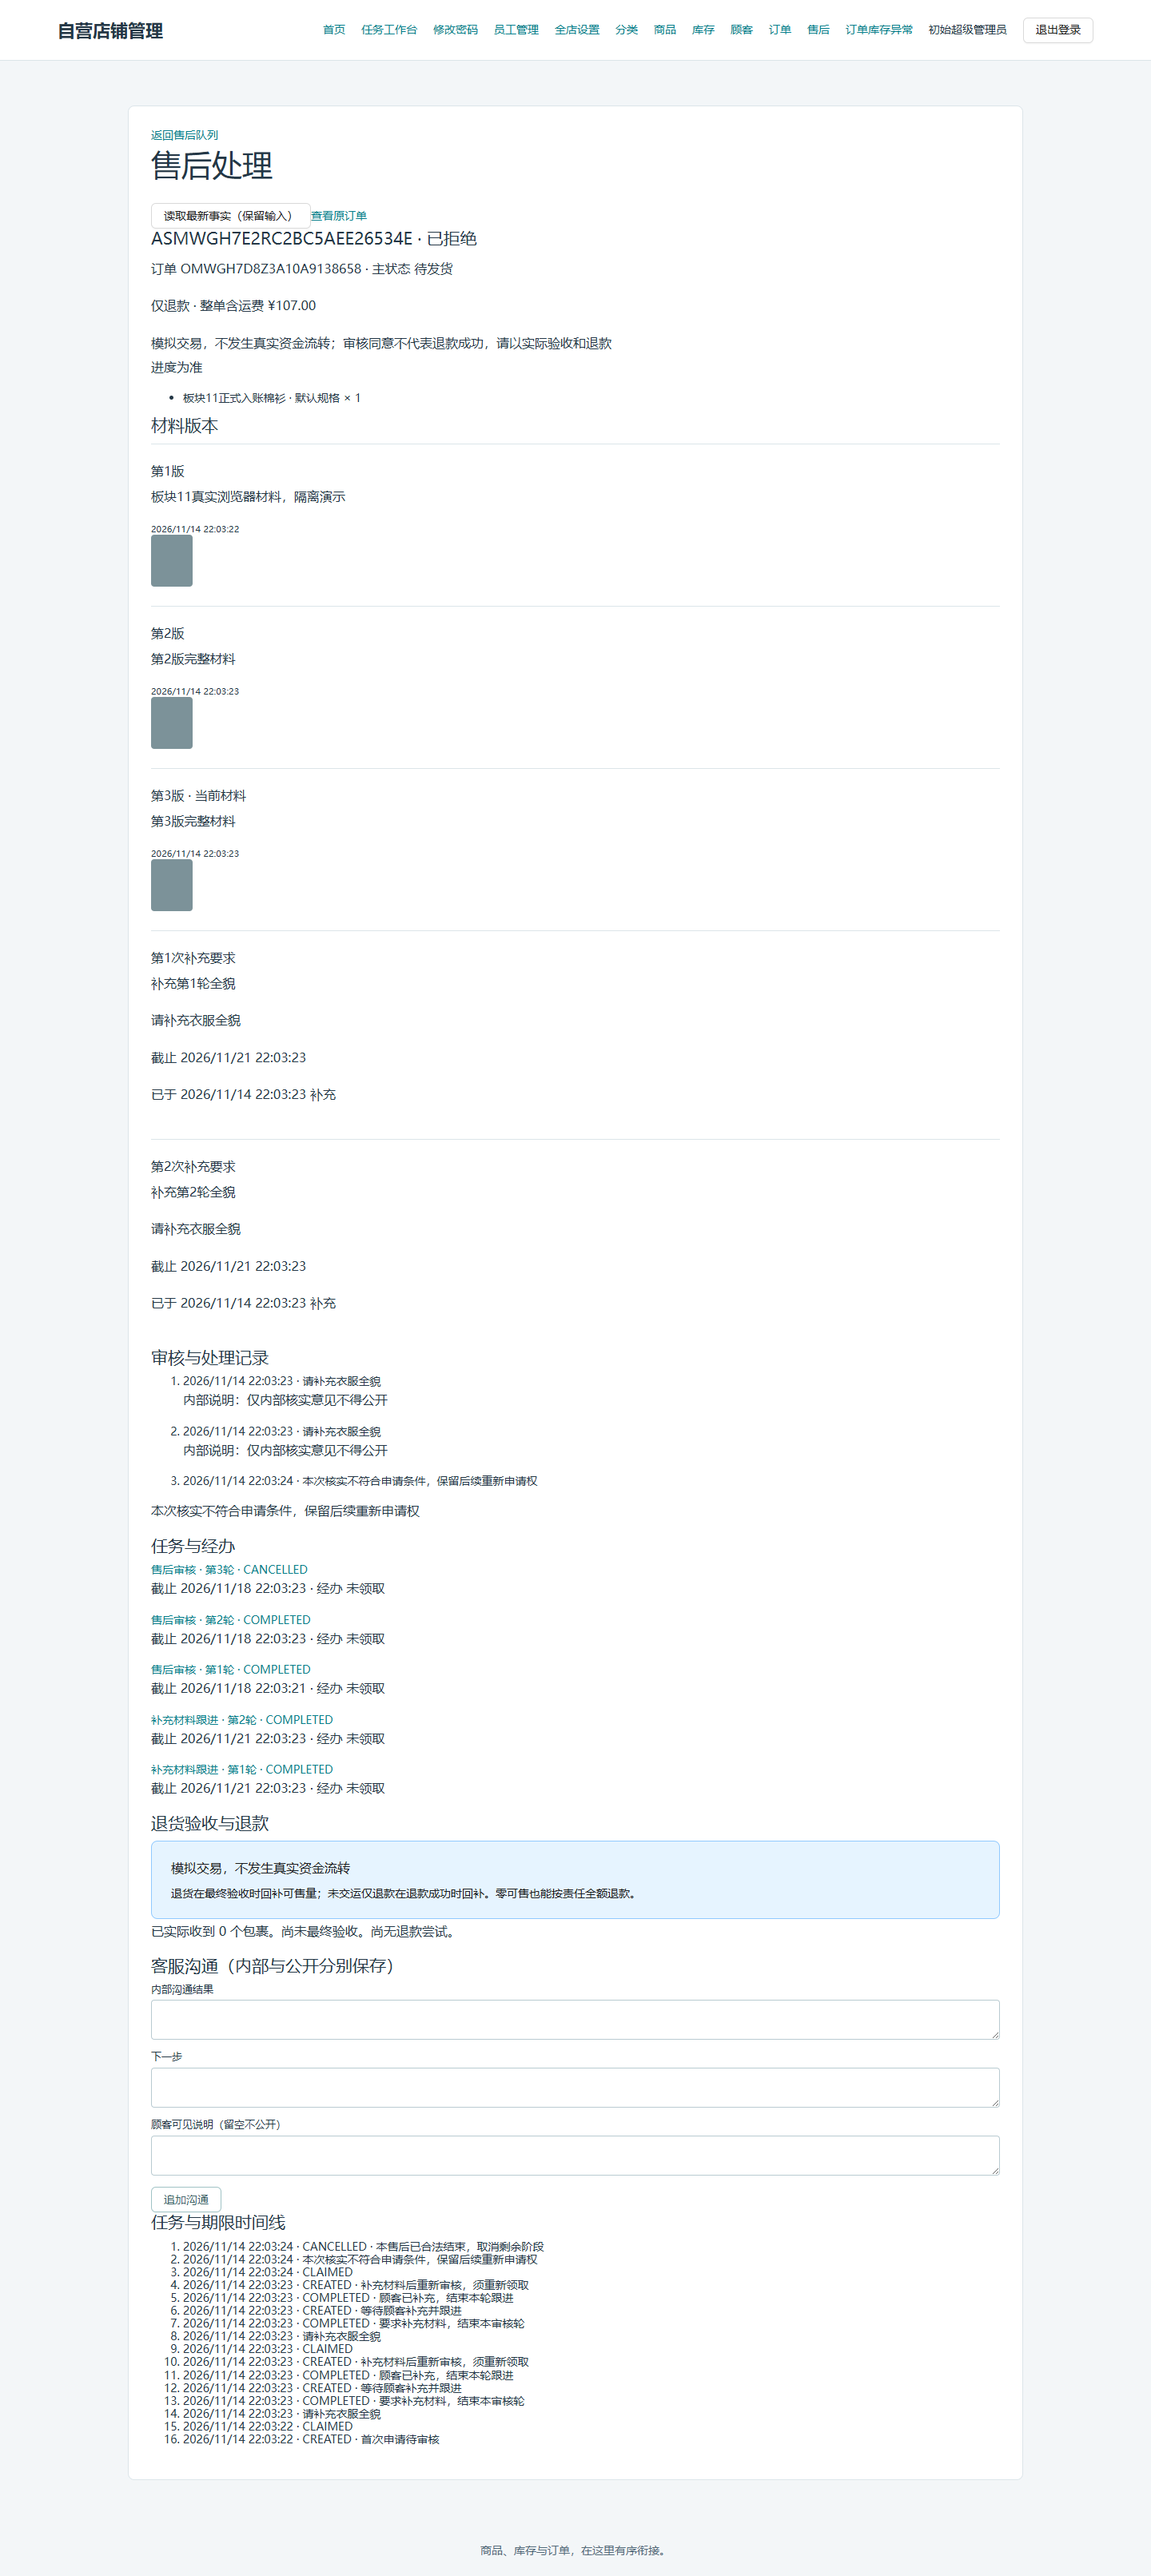 自营店铺管理
首页 任务工作台 修改密码 员工管理 全店设置 分类 商品 库存 顾客 订单 售后 订单库存异常 初始超级管理员 退出登录
返回售后队列
售后处理
读取最新事实（保留输入） 查看原订单
ASMWGH7E2RC2BC5AEE26534E · 已拒绝
订单 OMWGH7D8Z3A10A9138658 · 主状态 待发货
仅退款 · 整单含运费 ¥107.00
模拟交易，不发生真实资金流转；审核同意不代表退款成功，请以实际验收和退款
进度为准
• 板块11正式入账棉衫 · 默认规格 × 1
材料版本
第1版
板块11真实浏览器材料，隔离演示
2026/11/14 22:03:22
第2版
第2版完整材料
2026/11/14 22:03:23
第3版 · 当前材料
第3版完整材料
2026/11/14 22:03:23
第1次补充要求
补充第1轮全貌
请补充衣服全貌
截止 2026/11/21 22:03:23
已于 2026/11/14 22:03:23 补充
第2次补充要求
补充第2轮全貌
请补充衣服全貌
截止 2026/11/21 22:03:23
已于 2026/11/14 22:03:23 补充
审核与处理记录
1. 2026/11/14 22:03:23 · 请补充衣服全貌
内部说明：仅内部核实意见不得公开
2. 2026/11/14 22:03:23 · 请补充衣服全貌
内部说明：仅内部核实意见不得公开
3. 2026/11/14 22:03:24 · 本次核实不符合申请条件，保留后续重新申请权
本次核实不符合申请条件，保留后续重新申请权
任务与经办
售后审核 · 第3轮 · CANCELLED
截止 2026/11/18 22:03:23 · 经办 未领取
售后审核 · 第2轮 · COMPLETED
截止 2026/11/18 22:03:23 · 经办 未领取
售后审核 · 第1轮 · COMPLETED
截止 2026/11/18 22:03:21 · 经办 未领取
补充材料跟进 · 第2轮 · COMPLETED
截止 2026/11/21 22:03:23 · 经办 未领取
补充材料跟进 · 第1轮 · COMPLETED
截止 2026/11/21 22:03:23 · 经办 未领取
退货验收与退款
模拟交易，不发生真实资金流转
退货在最终验收时回补可售量；未交运仅退款在退款成功时回补。零可售也能按责任全额退款。
已实际收到 0 个包裹。尚未最终验收。尚无退款尝试。
客服沟通（内部与公开分别保存）
内部沟通结果
下一步
顾客可见说明（留空不公开）
追加沟通
任务与期限时间线
1. 2026/11/14 22:03:24 · CANCELLED · 本售后已合法结束，取消剩余阶段
2. 2026/11/14 22:03:24 · 本次核实不符合申请条件，保留后续重新申请权
3. 2026/11/14 22:03:24 · CLAIMED
4. 2026/11/14 22:03:23 · CREATED · 补充材料后重新审核，须重新领取
5. 2026/11/14 22:03:23 · COMPLETED · 顾客已补充，结束本轮跟进
6. 2026/11/14 22:03:23 · CREATED · 等待顾客补充并跟进
7. 2026/11/14 22:03:23 · COMPLETED · 要求补充材料，结束本审核轮
8. 2026/11/14 22:03:23 · 请补充衣服全貌
9. 2026/11/14 22:03:23 · CLAIMED
10. 2026/11/14 22:03:23 · CREATED · 补充材料后重新审核，须重新领取
11. 2026/11/14 22:03:23 · COMPLETED · 顾客已补充，结束本轮跟进
12. 2026/11/14 22:03:23 · CREATED · 等待顾客补充并跟进
13. 2026/11/14 22:03:23 · COMPLETED · 要求补充材料，结束本审核轮
14. 2026/11/14 22:03:23 · 请补充衣服全貌
15. 2026/11/14 22:03:22 · CLAIMED
16. 2026/11/14 22:03:22 · CREATED · 首次申请待审核
商品、库存与订单，在这里有序衔接。